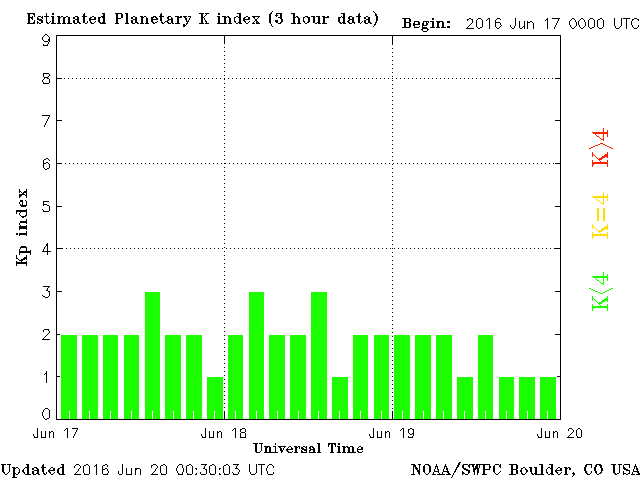 Estimated Planetary K index (3 hour data) Begin: 2016 Jun 17 0000 UTC
9
8
7
6
5
4
3
2
1
0
Kp index
K>4
K=4
K<4
Jun 17 Jun 18 Jun 19 Jun 20
Universal Time
Updated 2016 Jun 20 00:30:03 UTC NOAA/SWPC Boulder, CO USA